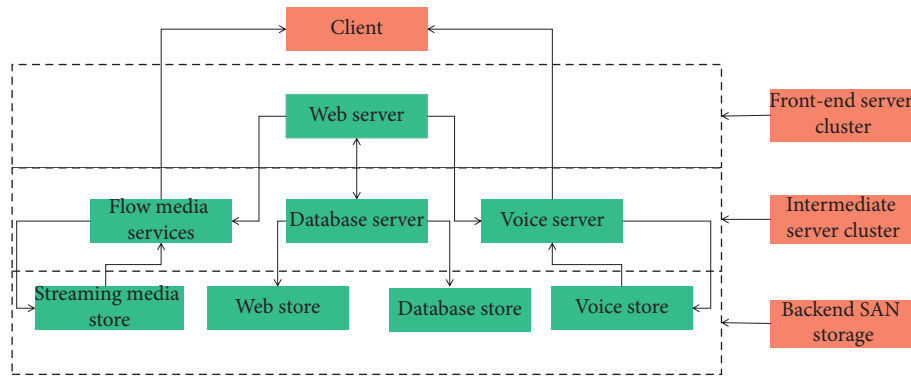 Client
Web server
Front-end server
cluster
Flow media
services
Database server
Voice server
Intermediate
server cluster
Streaming media
store
Web store
Database store
Voice store
Backend SAN
storage